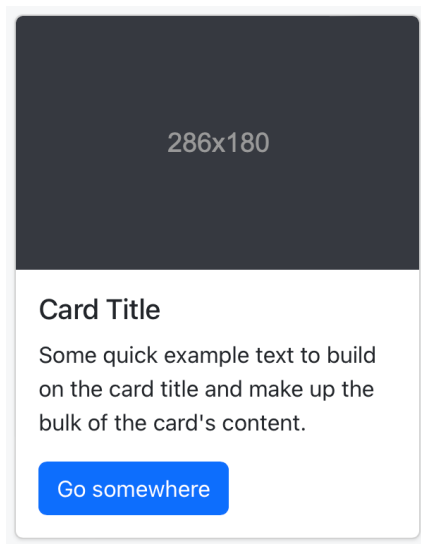 286x180
Card Title
Some quick example text to build
on the card title and make up the
bulk of the card's content.
Go somewhere